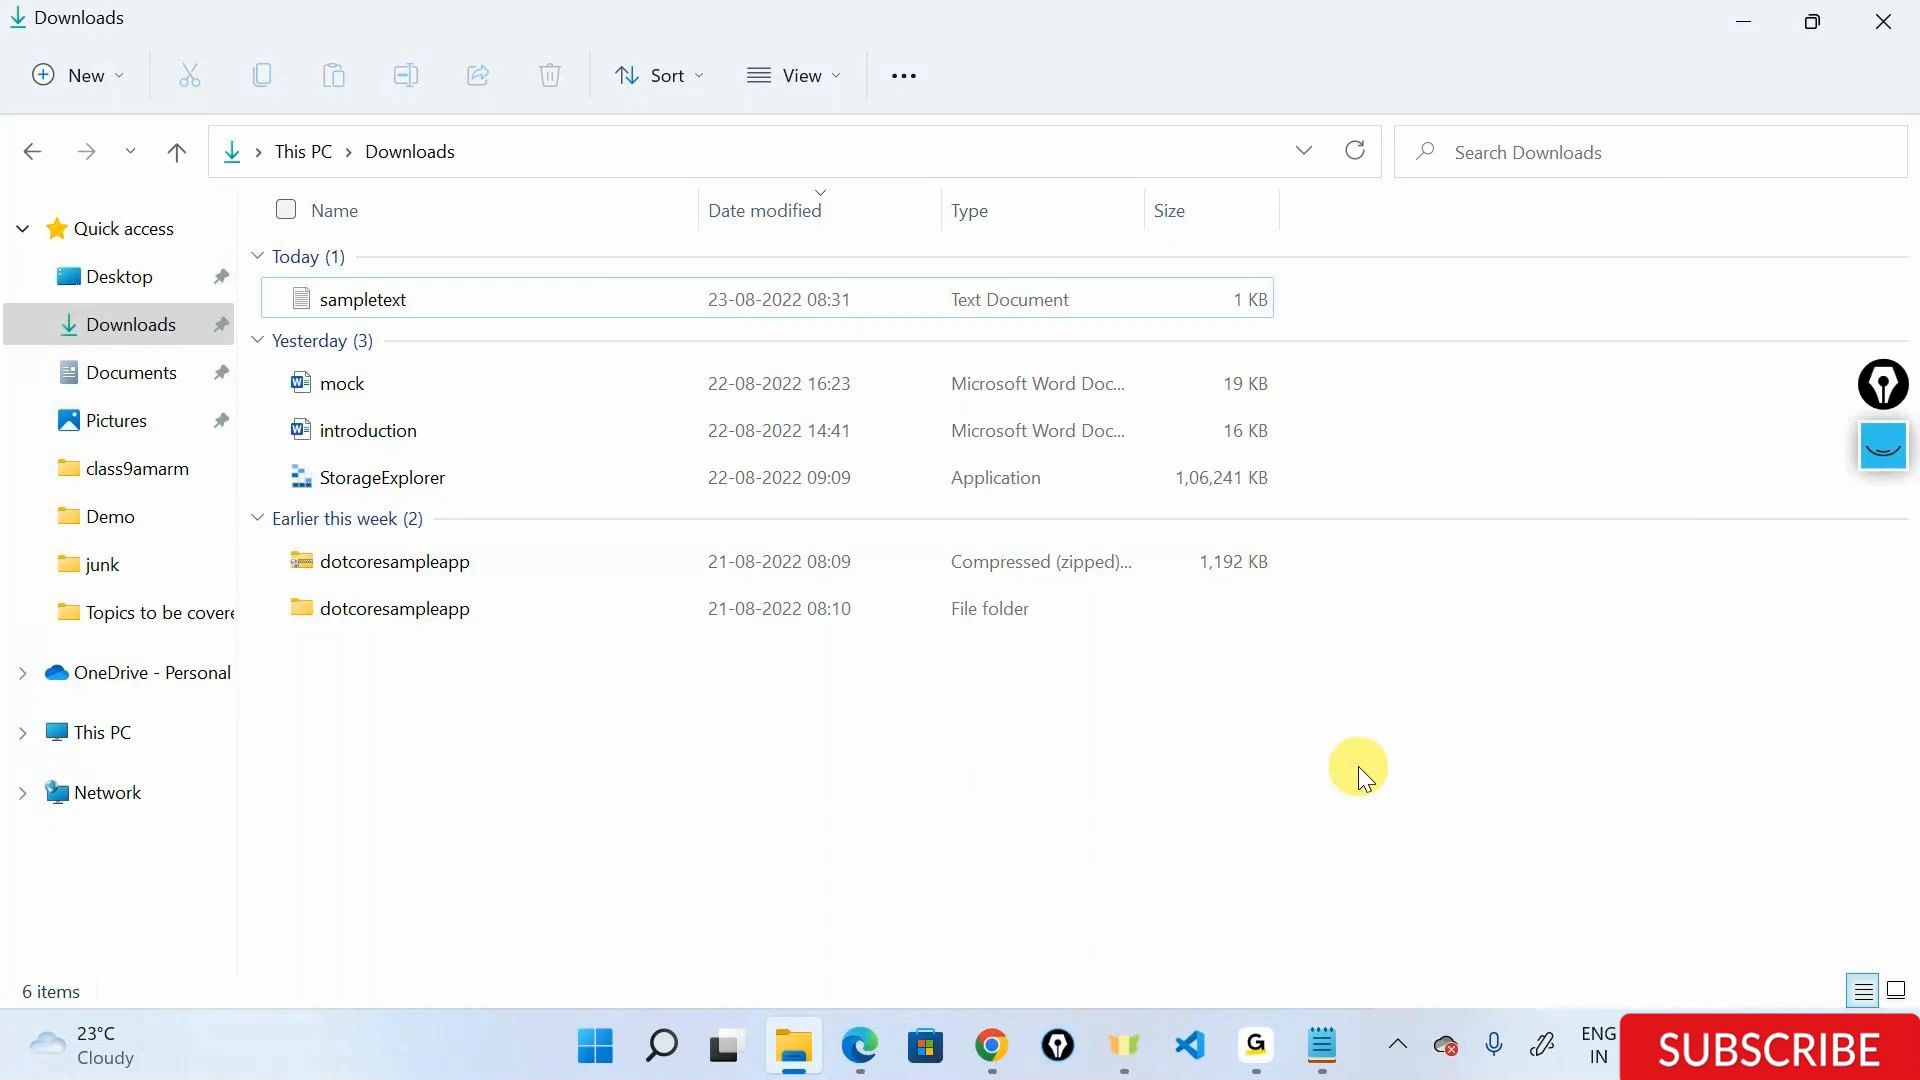 Downloads
New
Sort
View
This PC
Downloads
Search Downloads
Name
Date modified
Type
Size
Quick access
Desktop
Downloads
Documents
Pictures
class9amarm
Demo
junk
Topics to be covere
OneDrive - Personal
This PC
Network
Today (1)
sampletext 23-08-2022 08:31 Text Document 1 KB
Yesterday (3)
mock 22-08-2022 16:23 Microsoft Word Doc... 19 KB
introduction 22-08-2022 14:41 Microsoft Word Doc... 16 KB
StorageExplorer 22-08-2022 09:09 Application 1,06,241 KB
Earlier this week (2)
dotcoresampleapp 21-08-2022 08:09 Compressed (zipped)... 1,192 KB
dotcoresampleapp 21-08-2022 08:10 File folder
6 items
23°C
Cloudy
G
ENG
IN
SUBSCRIBE